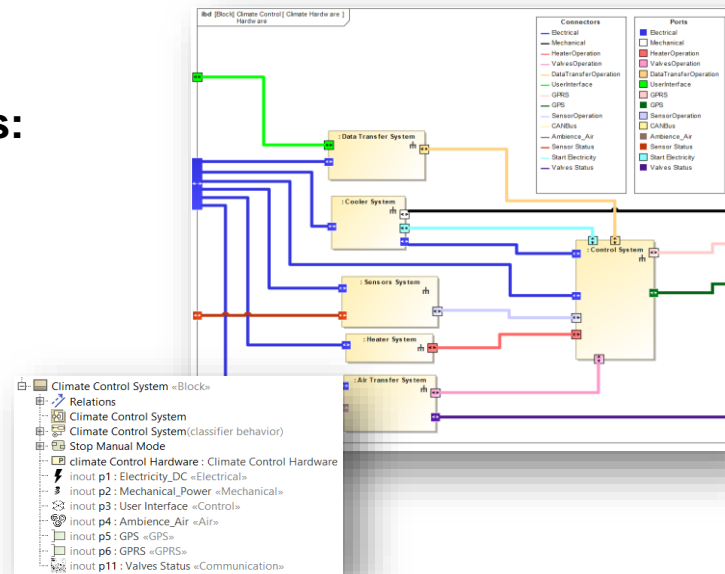 s:
ibd [Block] Climate Control [ Climate Hardware ]
Hardware
Connectors
Electrical
Mechanical
HeaterOperation
ValvesOperation
DataTransferOperation
UserInterface
GPRS
GPS
SensorOperation
CANBus
Ambience_Air
Sensor Status
Start Electricity
Valves Status
Ports
Electrical
Mechanical
HeaterOperation
ValvesOperation
DataTransferOperation
UserInterface
GPRS
GPS
SensorOperation
CANBus
Ambience_Air
Sensor Status
Start Electricity
Valves Status
: Data Transfer System
: Cooler System
: Control System
: Sensors System
: Heater System
: Air Transfer System
Climate Control System «Block»
Relations
Climate Control System
Climate Control System(classifier behavior)
Stop Manual Mode
climate Control Hardware : Climate Control Hardware
inout p1 : Electricity_DC «Electrical»
inout p2 : Mechanical_Power «Mechanical»
inout p3 : User Interface «Control»
inout p4 : Ambience_Air «Air»
inout p5 : GPS «GPS»
inout p6 : GPRS «GPRS»
inout p11 : Valves Status «Communication»